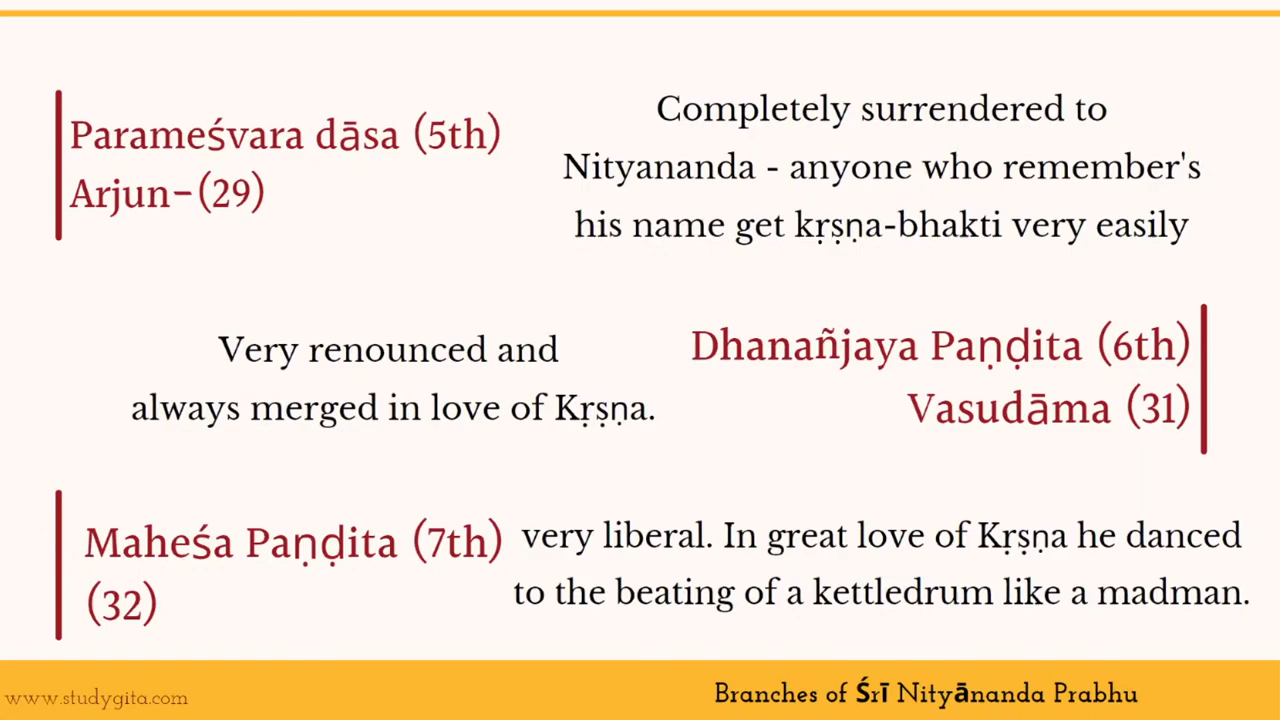 Parameśvara dāsa (5th)
Arjun-(29)
Completely surrendered to
Nityananda - anyone who remember's
his name get kṛṣṇa-bhakti very easily
Very renounced and
always merged in love of Kṛṣṇa.
Dhanañjaya Paṇḍita (6th)
Vasudāma (31)
Maheśa Paṇḍita (7th)
(32)
very liberal. In great love of Kṛṣṇa he danced
to the beating of a kettledrum like a madman.
www.studygita.com
Branches of Śrī Nityānanda Prabhu